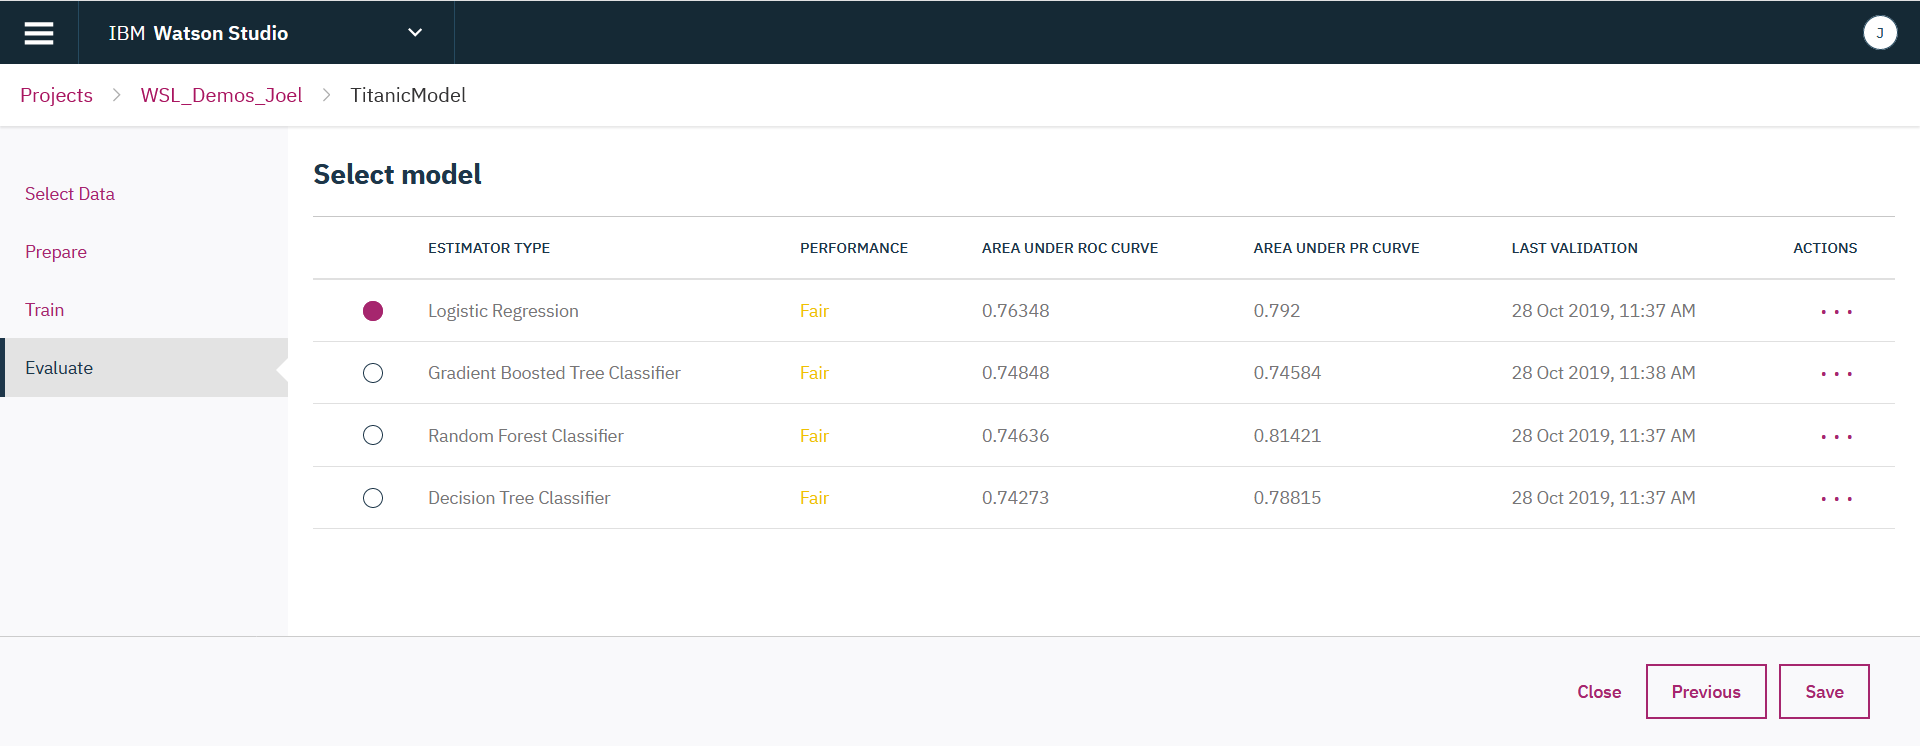 IBM Watson Studio
J
Projects > WSL_Demos_Joel > TitanicModel
Select Data
Prepare
Train
Evaluate
Select model
ESTIMATOR TYPE PERFORMANCE AREA UNDER ROC CURVE AREA UNDER PR CURVE LAST VALIDATION ACTIONS
Logistic Regression Fair 0.76348 0.792 28 Oct 2019, 11:37 AM
Gradient Boosted Tree Classifier Fair 0.74848 0.74584 28 Oct 2019, 11:38 AM
Random Forest Classifier Fair 0.74636 0.81421 28 Oct 2019, 11:37 AM
Decision Tree Classifier Fair 0.74273 0.78815 28 Oct 2019, 11:37 AM
Close Previous Save